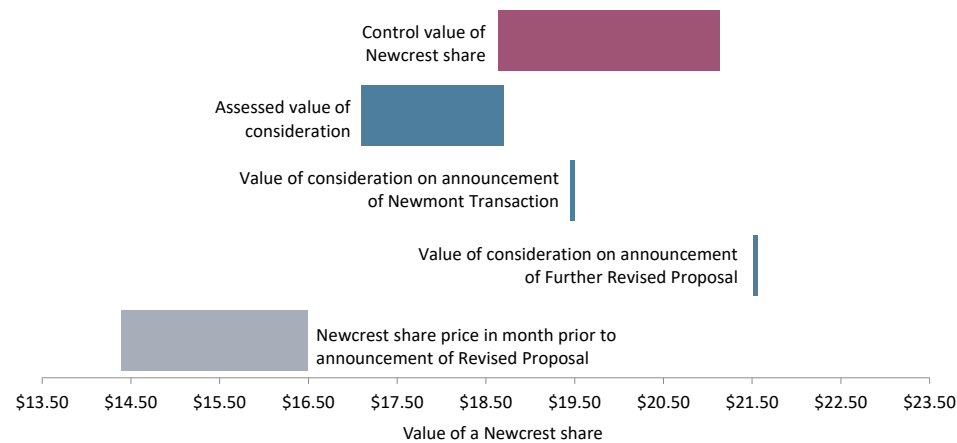 Control value of
Newcrest share
Assessed value of
consideration
Value of consideration on announcement
of Newmont Transaction
Value of consideration on announcement
of Further Revised Proposal
Newcrest share price in month prior to
announcement of Revised Proposal
$13.50 $14.50 $15.50 $16.50 $17.50 $18.50 $19.50 $20.50 $21.50 $22.50 $23.50
Value of a Newcrest share